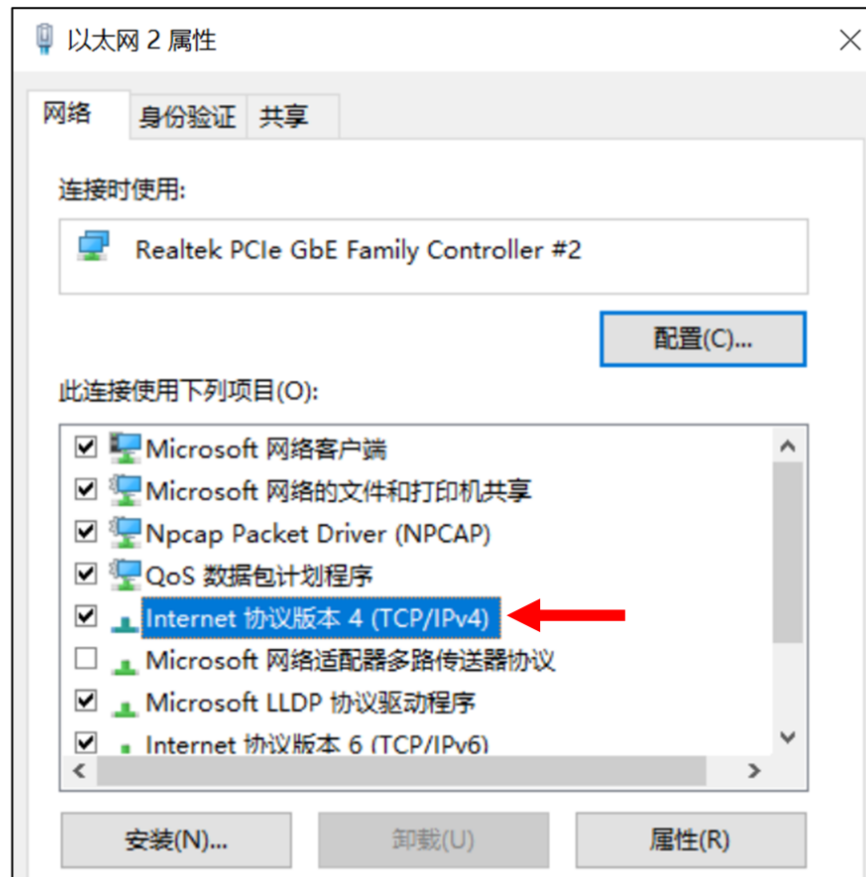 以太网 2 属性
网络 身份验证 共享
连接时使用:
Realtek PCIe GbE Family Controller #2
配置(C)...
此连接使用下列项目(O):
Microsoft 网络客户端
Microsoft 网络的文件和打印机共享
Npcap Packet Driver (NPCAP)
QoS 数据包计划程序
Internet 协议版本 4 (TCP/IPv4)
Microsoft 网络适配器多路传送器协议
Microsoft LLDP 协议驱动程序
Internet 协议版本 6 (TCP/IPv6)
安装(N)... 卸载(U) 属性(R)